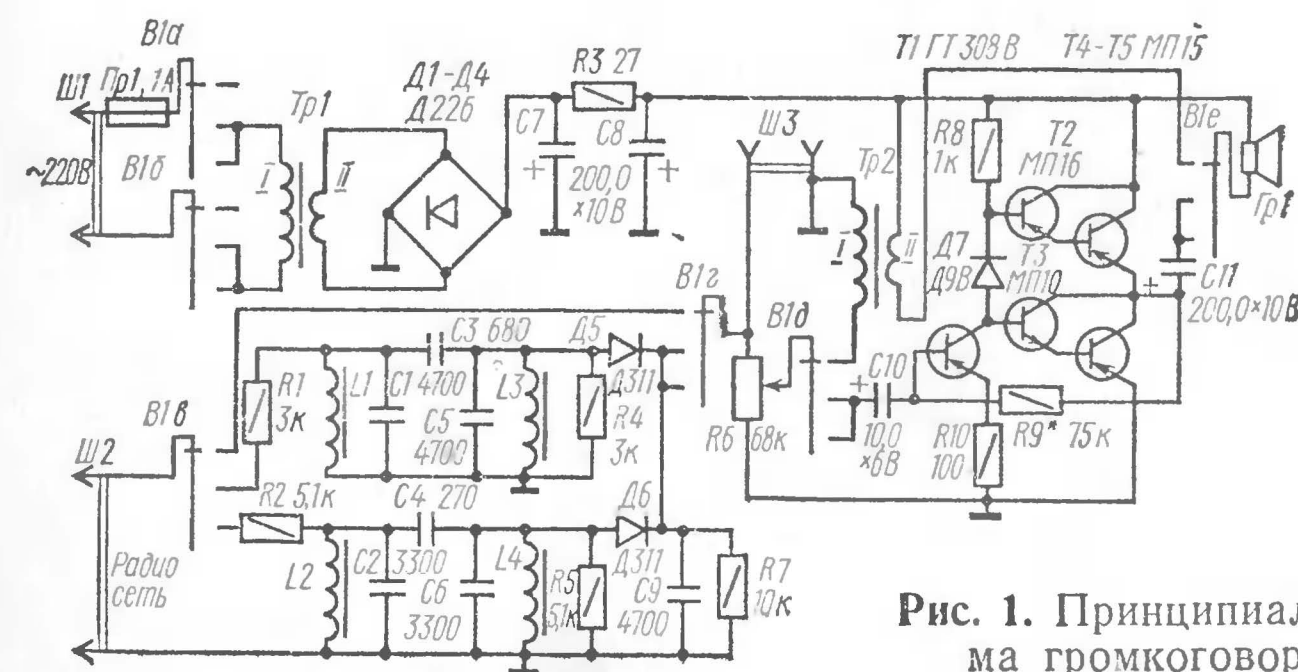 В1а
Ш1
Пр1, 1А
~220В
В1б
Тр1
I
II
Д1-Д4
Д226
R3 27
C7
C8
+
+
200,0
×10В
Ш3
Тр2
I
II
Т1 ГТ308В
Т4-Т5 МП15
R8
1к
Т2
МП16
В1е
Гр1
Д7
Д9В
Т3
МП10
+
C11
200,0×10В
В1г
В1д
C10
+
10,0
×6В
R6 68к
R10
100
R9* 75к
R1
3к
L1
C1
4700
C3 680
C5
4700
L3
Д5
Д311
R4
3к
В1в
Ш2
R2 5,1к
C4 270
Д6
Д311
L2
C2
3300
C6
3300
L4
R5
5,1к
C9
4700
R7
10к
Радио
сеть
Рис. 1. Принципиал
ма громкоговор